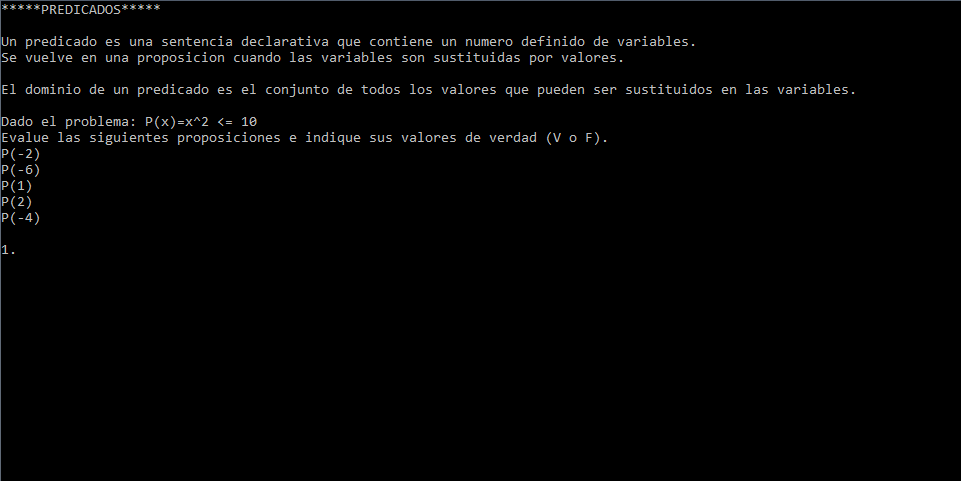 *****PREDICADOS*****
Un predicado es una sentencia declarativa que contiene un numero definido de variables.
Se vuelve en una proposicion cuando las variables son sustituidas por valores.
El dominio de un predicado es el conjunto de todos los valores que pueden ser sustituidos en las variables.
Dado el problema: P(x)=x^2 <= 10
Evalue las siguientes proposiciones e indique sus valores de verdad (V o F).
P(-2)
P(-6)
P(1)
P(2)
P(-4)
1.